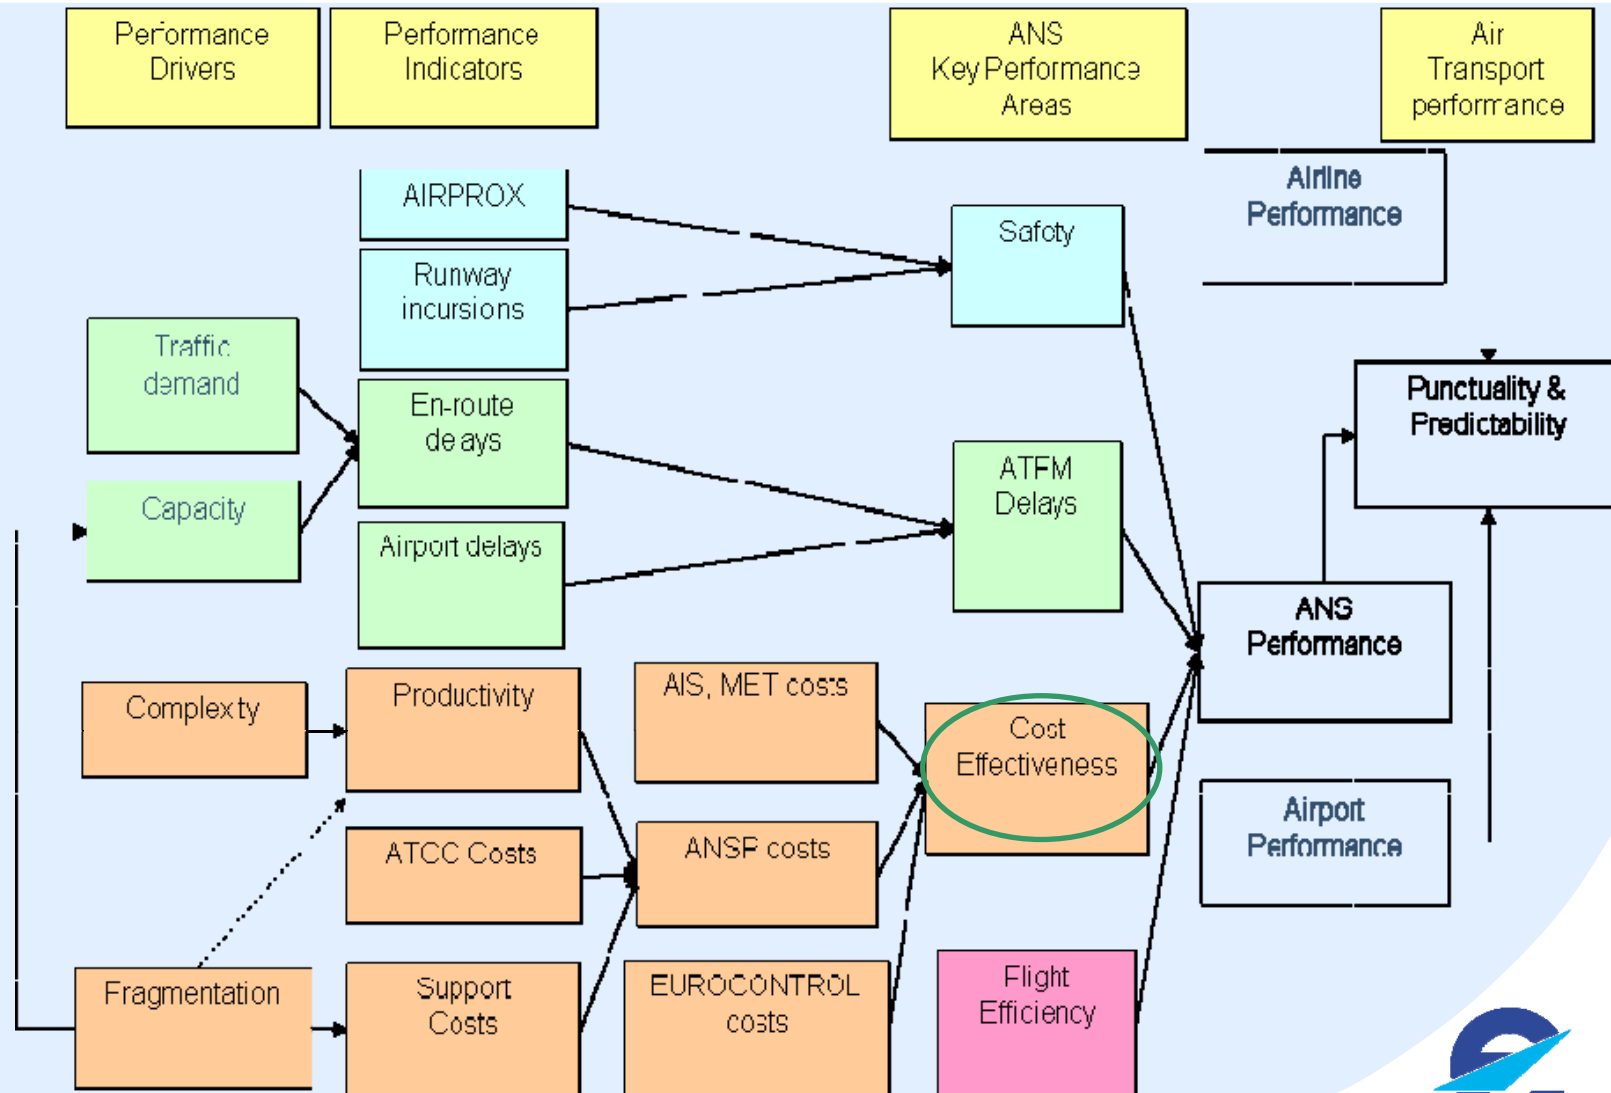 Performance
Drivers
Performance
Indicators
ANS
Key Performance
Areas
Air
Transport
performance
AIRPROX
Runway
incursions
Safety
Airline
Performance
Traffic
demand
Capacity
En-route
delays
Airport delays
ATFM
Delays
Punctuality &
Predictability
ANS
Performance
Complexity
Productivity
AIS, MET costs
Cost
Effectiveness
Airport
Performance
ATCC Costs
ANSP costs
Fragmentation
Support
Costs
EUROCONTROL
costs
Flight
Efficiency